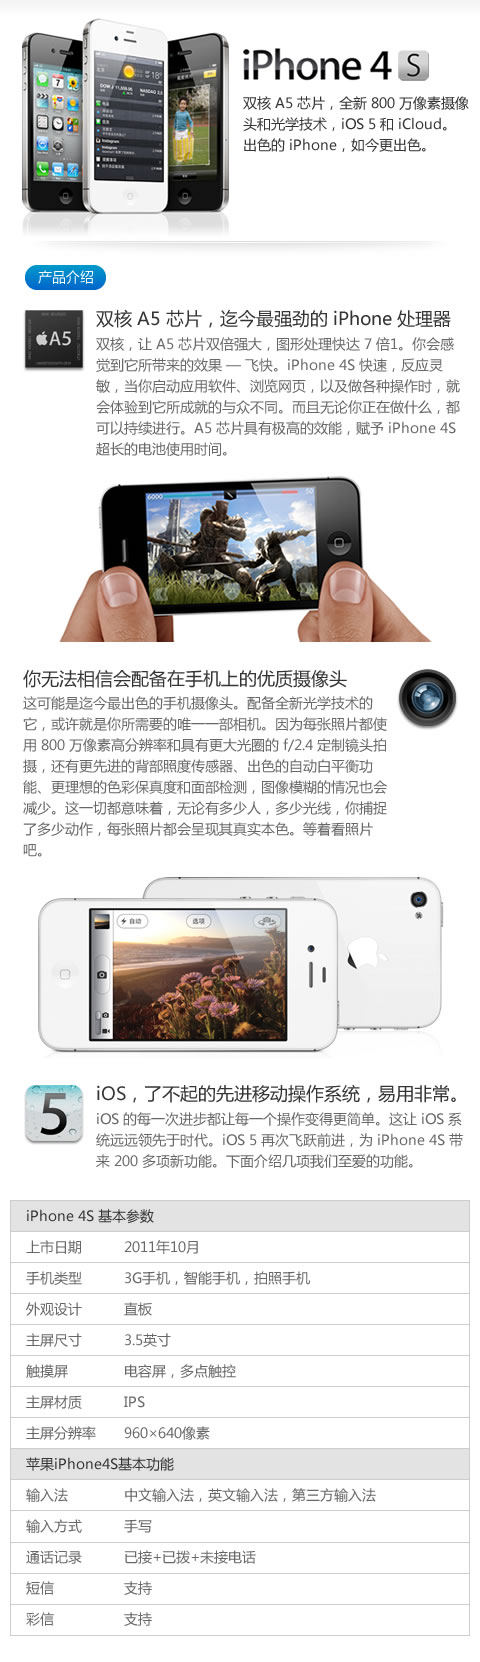 iPhone 4 S
双核 A5 芯片，全新 800 万像素摄像
头和光学技术，iOS 5 和 iCloud。
出色的 iPhone，如今更出色。
产品介绍
A5
双核 A5 芯片，迄今最强劲的 iPhone 处理器
双核，让 A5 芯片双倍强大，图形处理快达 7 倍1。你会感
觉到它所带来的效果 — 飞快。iPhone 4S 快速，反应灵
敏，当你启动应用软件、浏览网页，以及做各种操作时，就
会体验到它所成就的与众不同。而且无论你正在做什么，都
可以持续进行。A5 芯片具有极高的效能，赋予 iPhone 4S
超长的电池使用时间。
6000
50
你无法相信会配备在手机上的优质摄像头
这可能是迄今最出色的手机摄像头。配备全新光学技术的
它，或许就是你所需要的唯一一部相机。因为每张照片都使
用 800 万像素高分辨率和具有更大光圈的 f/2.4 定制镜头拍
摄，还有更先进的背部照度传感器、出色的自动白平衡功
能、更理想的色彩保真度和面部检测，图像模糊的情况也会
减少。这一切都意味着，无论有多少人，多少光线，你捕捉
了多少动作，每张照片都会呈现其真实本色。等着看照片
吧。
自动
选项
5
iOS，了不起的先进移动操作系统，易用非常。
iOS 的每一次进步都让每一个操作变得更简单。这让 iOS 系
统远远领先于时代。iOS 5 再次飞跃前进，为 iPhone 4S 带
来 200 多项新功能。下面介绍几项我们至爱的功能。
iPhone 4S 基本参数
上市日期 2011年10月
手机类型 3G手机，智能手机，拍照手机
外观设计 直板
主屏尺寸 3.5英寸
触摸屏 电容屏，多点触控
主屏材质 IPS
主屏分辨率 960×640像素
苹果iPhone4S基本功能
输入法 中文输入法，英文输入法，第三方输入法
输入方式 手写
通话记录 已接+已拨+未接电话
短信 支持
彩信 支持